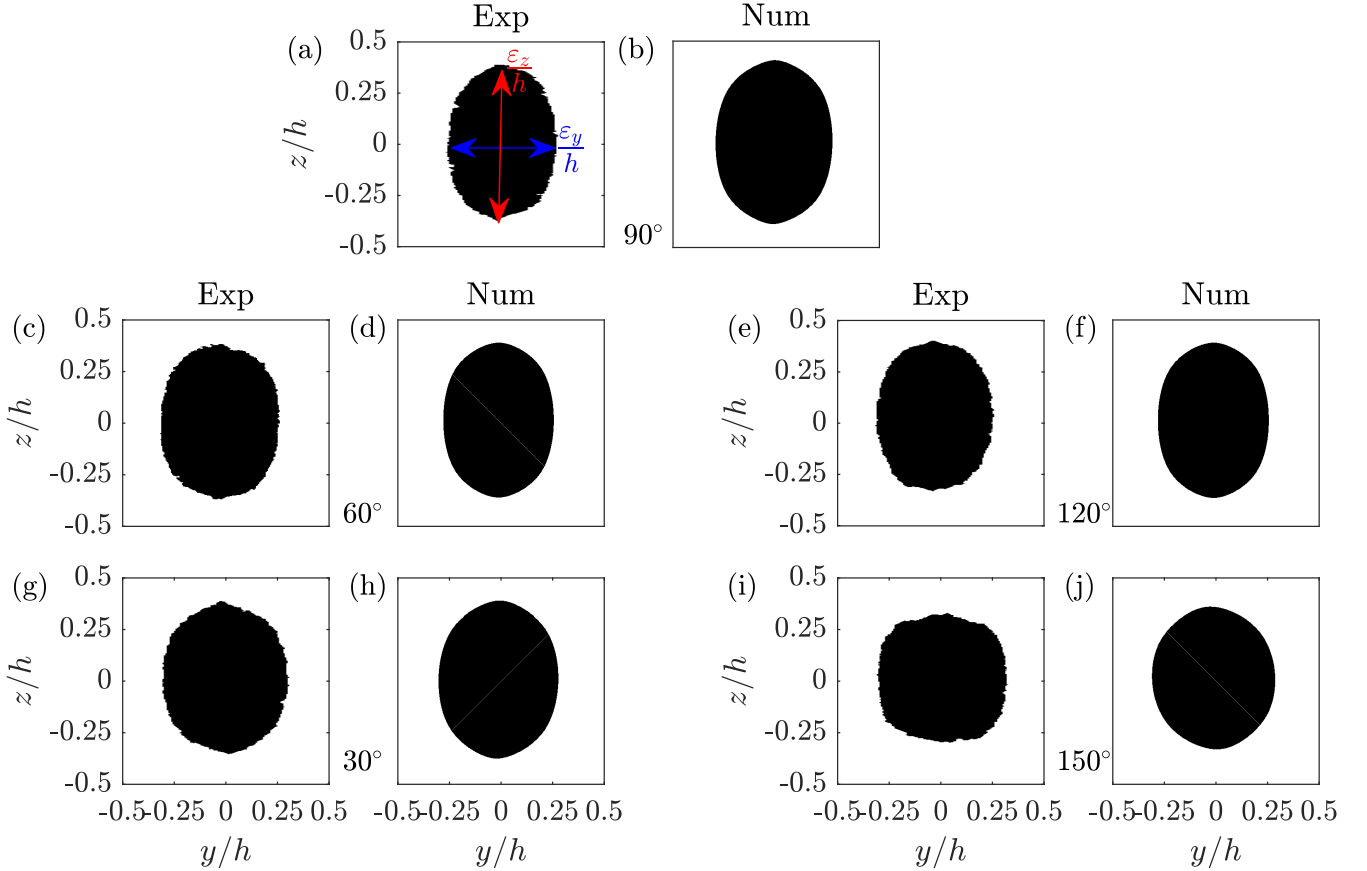 Exp Num
(a) 0.5 0.25 0 -0.25 -0.5 z/h
ε_z/h
ε_y/h
(b)
90°
Exp Num Exp Num
(c) 0.5 0.25 0 -0.25 -0.5 z/h
(d)
60°
(e) 0.5 0.25 0 -0.25 -0.5 z/h
(f)
120°
(g) 0.5 0.25 0 -0.25 -0.5 z/h
(h)
30°
(i) 0.5 0.25 0 -0.25 -0.5 z/h
(j)
150°
-0.5 -0.25 0 0.25 0.5 -0.25 0 0.25 0.5 -0.5 -0.25 0 0.25 0.5 -0.25 0 0.25 0.5
y/h y/h y/h y/h